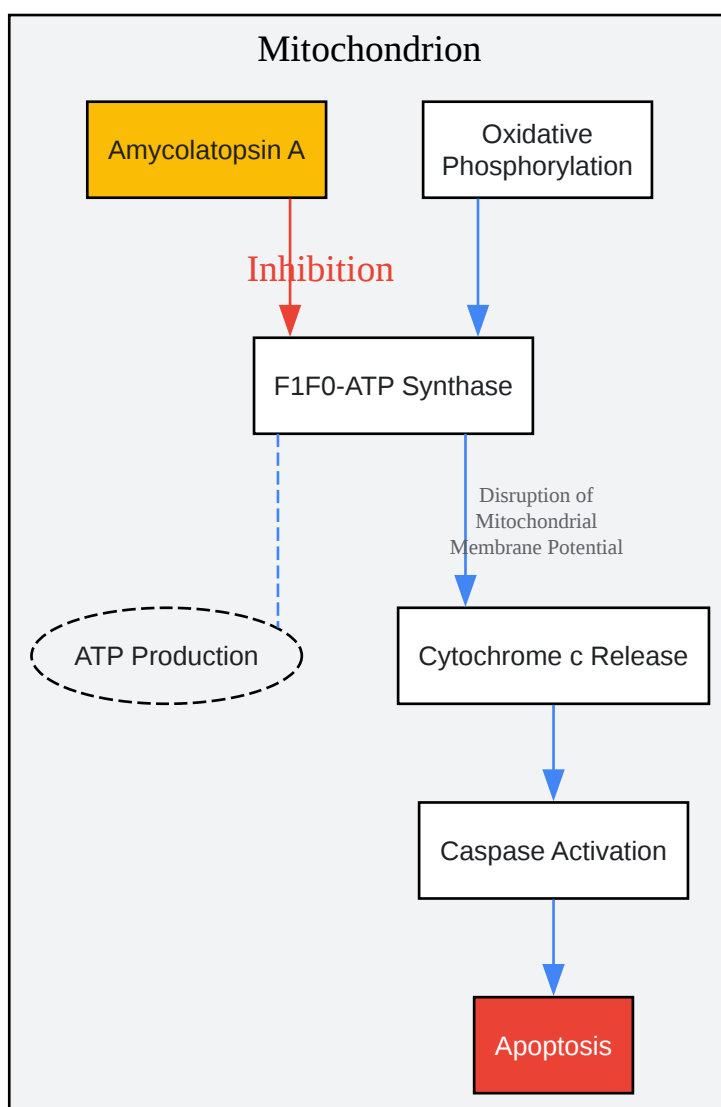 Mitochondrion
Amycolatopsin A
Oxidative
Phosphorylation
Inhibition
F1F0-ATP Synthase
Disruption of
Mitochondrial
Membrane Potential
ATP Production
Cytochrome c Release
Caspase Activation
Apoptosis